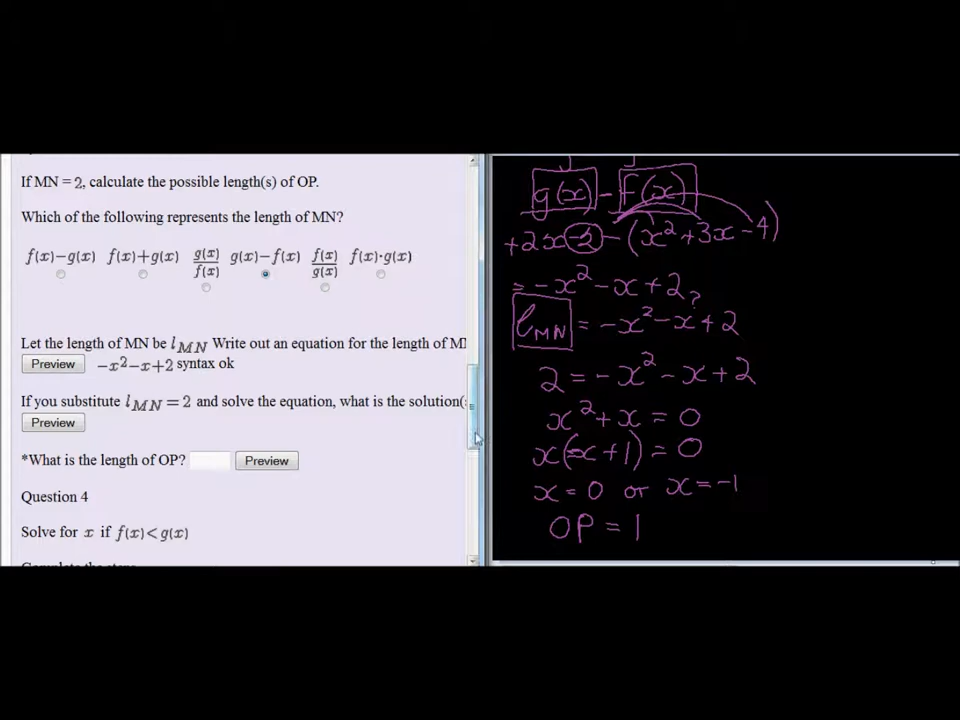 If MN = 2, calculate the possible length(s) of OP.
Which of the following represents the length of MN?
f(x)−g(x) f(x)+g(x) g(x)/f(x) g(x)−f(x) f(x)/g(x) f(x)·g(x)
Let the length of MN be l_MN Write out an equation for the length of
Preview −x²−x+2 syntax ok
If you substitute l_MN = 2 and solve the equation, what is the
Preview
*What is the length of OP? Preview
Question 4
Solve for x if f(x)<g(x)
Complete the steps
g(x) − f(x)
− (x² + 3x − 4)
= −x² − x + 2 ?
l_MN = −x² − x + 2
2 = −x² − x + 2
x² + x = 0
x(x + 1) = 0
x = 0 or x = −1
OP = 1